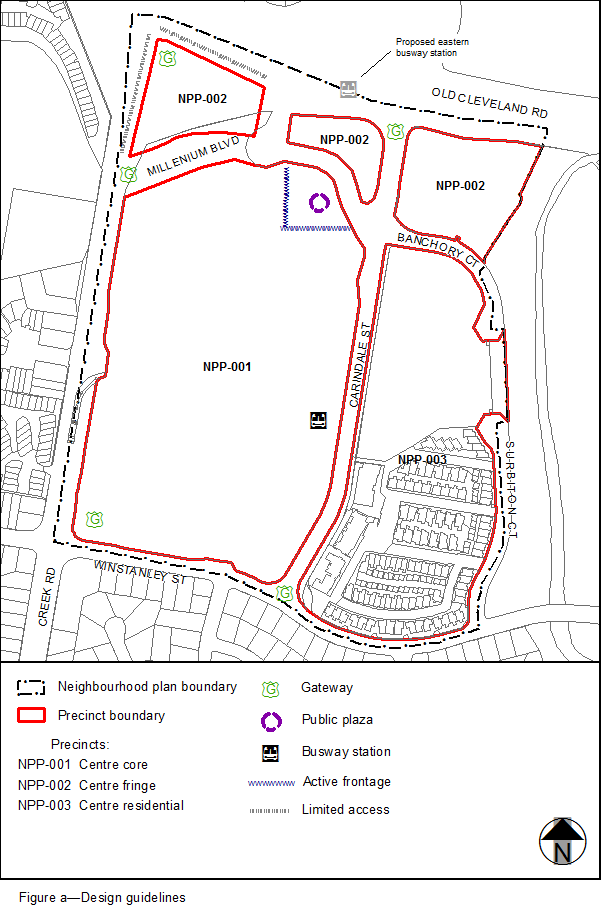 Proposed eastern
busway station
OLD CLEVELAND RD
NPP-002
NPP-002
MILLENIUM BLVD
NPP-002
BANCHORY CT
NPP-001
CARINDALE ST
NPP-003
SURBITON CT
WINSTANLEY ST
CREEK RD
G
G
G
G
G
Neighbourhood plan boundary
Precinct boundary
Precincts:
NPP-001 Centre core
NPP-002 Centre fringe
NPP-003 Centre residential
G Gateway
Public plaza
Busway station
Active frontage
Limited access
N
Figure a—Design guidelines